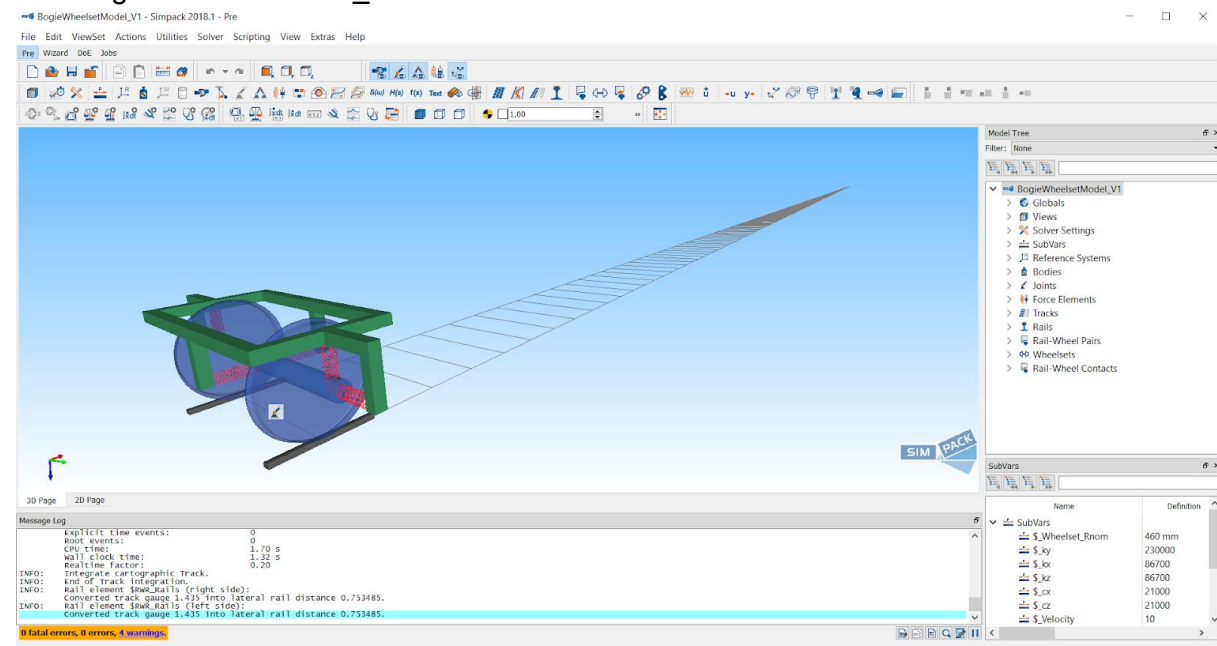 BogieWheelsetModel_V1 - Simpack 2018.1 - Pre
File Edit ViewSet Actions Utilities Solver Scripting View Extras Help
Pre Wizard DoE Jobs
S(ω) H(s) f(x) Text
1.00
Model Tree
Filter: None
BogieWheelsetModel_V1
Globals
Views
Solver Settings
SubVars
Reference Systems
Bodies
Joints
Force Elements
Tracks
Rails
Rail-Wheel Pairs
Wheelsets
Rail-Wheel Contacts
SIM PACK
3D Page 2D Page
SubVars
Name Definition
SubVars
$_Wheelset_Rnom 460 mm
$_ky 230000
$_kx 86700
$_kz 86700
$_cx 21000
$_cz 21000
$_Velocity 10
Message Log
Explicit time events: 0
Root events: 0
CPU time: 1.70 s
Wall clock time: 1.32 s
Realtime factor: 0.20
INFO: Integrate cartographic Track.
INFO: End of Track integration.
INFO: Rail element $RWR_Rails (right side):
Converted track gauge 1.435 into lateral rail distance 0.753485.
INFO: Rail element $RWR_Rails (left side):
Converted track gauge 1.435 into lateral rail distance 0.753485.
0 fatal errors, 0 errors, 4 warnings.